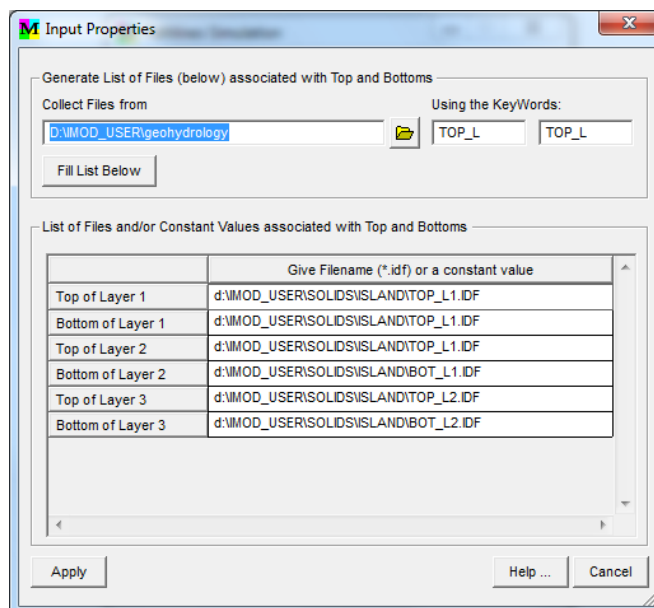 M Input Properties
Generate List of Files (below) associated with Top and Bottoms
Collect Files from Using the KeyWords:
D:\IMOD_USER\geohydrology TOP_L TOP_L
Fill List Below
List of Files and/or Constant Values associated with Top and Bottoms
Give Filename (*.idf) or a constant value
Top of Layer 1 d:\IMOD_USER\SOLIDS\ISLAND\TOP_L1.IDF
Bottom of Layer 1 d:\IMOD_USER\SOLIDS\ISLAND\TOP_L1.IDF
Top of Layer 2 d:\IMOD_USER\SOLIDS\ISLAND\TOP_L1.IDF
Bottom of Layer 2 d:\IMOD_USER\SOLIDS\ISLAND\BOT_L1.IDF
Top of Layer 3 d:\IMOD_USER\SOLIDS\ISLAND\TOP_L2.IDF
Bottom of Layer 3 d:\IMOD_USER\SOLIDS\ISLAND\BOT_L2.IDF
Apply Help ... Cancel